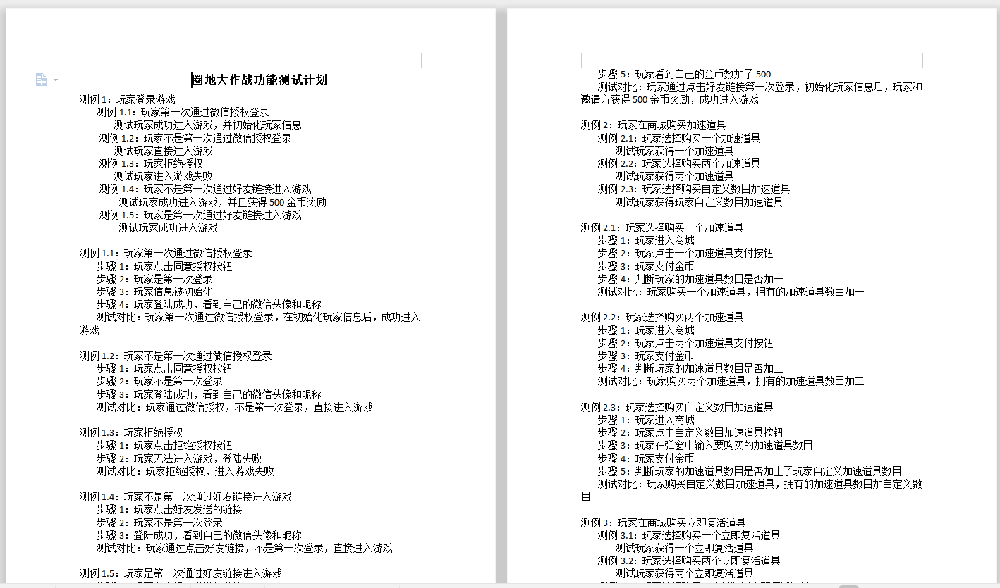 圈地大作战功能测试计划
测例 1：玩家登录游戏
测例 1.1：玩家第一次通过微信授权登录
测试玩家成功进入游戏，并初始化玩家信息
测例 1.2：玩家不是第一次通过微信授权登录
测试玩家直接进入游戏
测例 1.3：玩家拒绝授权
测试玩家进入游戏失败
测例 1.4：玩家不是第一次通过好友链接进入游戏
测试玩家成功进入游戏，并且获得 500 金币奖励
测例 1.5：玩家是第一次通过好友链接进入游戏
测试玩家成功进入游戏
测例 1.1：玩家第一次通过微信授权登录
步骤 1：玩家点击同意授权按钮
步骤 2：玩家是第一次登录
步骤 3：玩家信息被初始化
步骤 4：玩家登陆成功，看到自己的微信头像和昵称
测试对比：玩家第一次通过微信授权登录，在初始化玩家信息后，成功进入
游戏
测例 1.2：玩家不是第一次通过微信授权登录
步骤 1：玩家点击同意授权按钮
步骤 2：玩家不是第一次登录
步骤 3：玩家登陆成功，看到自己的微信头像和昵称
测试对比：玩家通过微信授权，不是第一次登录，直接进入游戏
测例 1.3：玩家拒绝授权
步骤 1：玩家点击拒绝授权按钮
步骤 2：玩家无法进入游戏，登陆失败
测试对比：玩家拒绝授权，进入游戏失败
测例 1.4：玩家不是第一次通过好友链接进入游戏
步骤 1：玩家点击好友发送的链接
步骤 2：玩家不是第一次登录
步骤 3：登陆成功，看到自己的微信头像和昵称
测试对比：玩家通过点击好友链接，不是第一次登录，直接进入游戏
测例 1.5：玩家是第一次通过好友链接进入游戏
步骤 5：玩家看到自己的金币数加了 500
测试对比：玩家通过点击好友链接第一次登录，初始化玩家信息后，玩家和
邀请方获得 500 金币奖励，成功进入游戏
测例 2：玩家在商城购买加速道具
测例 2.1：玩家选择购买一个加速道具
测试玩家获得一个加速道具
测例 2.2：玩家选择购买两个加速道具
测试玩家获得两个加速道具
测例 2.3：玩家选择购买自定义数目加速道具
测试玩家获得玩家自定义数目加速道具
测例 2.1：玩家选择购买一个加速道具
步骤 1：玩家进入商城
步骤 2：玩家点击一个加速道具支付按钮
步骤 3：玩家支付金币
步骤 4：判断玩家的加速道具数目是否加一
测试对比：玩家购买一个加速道具，拥有的加速道具数目加一
测例 2.2：玩家选择购买两个加速道具
步骤 1：玩家进入商城
步骤 2：玩家点击两个加速道具支付按钮
步骤 3：玩家支付金币
步骤 4：判断玩家的加速道具数目是否加二
测试对比：玩家购买两个加速道具，拥有的加速道具数目加二
测例 2.3：玩家选择购买自定义数目加速道具
步骤 1：玩家进入商城
步骤 2：玩家点击自定义数目加速道具按钮
步骤 3：玩家在弹窗中输入要购买的加速道具数目
步骤 4：玩家支付金币
步骤 5：判断玩家的加速道具数目是否加上了玩家自定义加速道具数目
测试对比：玩家购买自定义数目加速道具，拥有的加速道具数目加自定义数
目
测例 3：玩家在商城购买立即复活道具
测例 3.1：玩家选择购买一个立即复活道具
测试玩家获得一个立即复活道具
测例 3.2：玩家选择购买两个立即复活道具
测试玩家获得两个立即复活道具